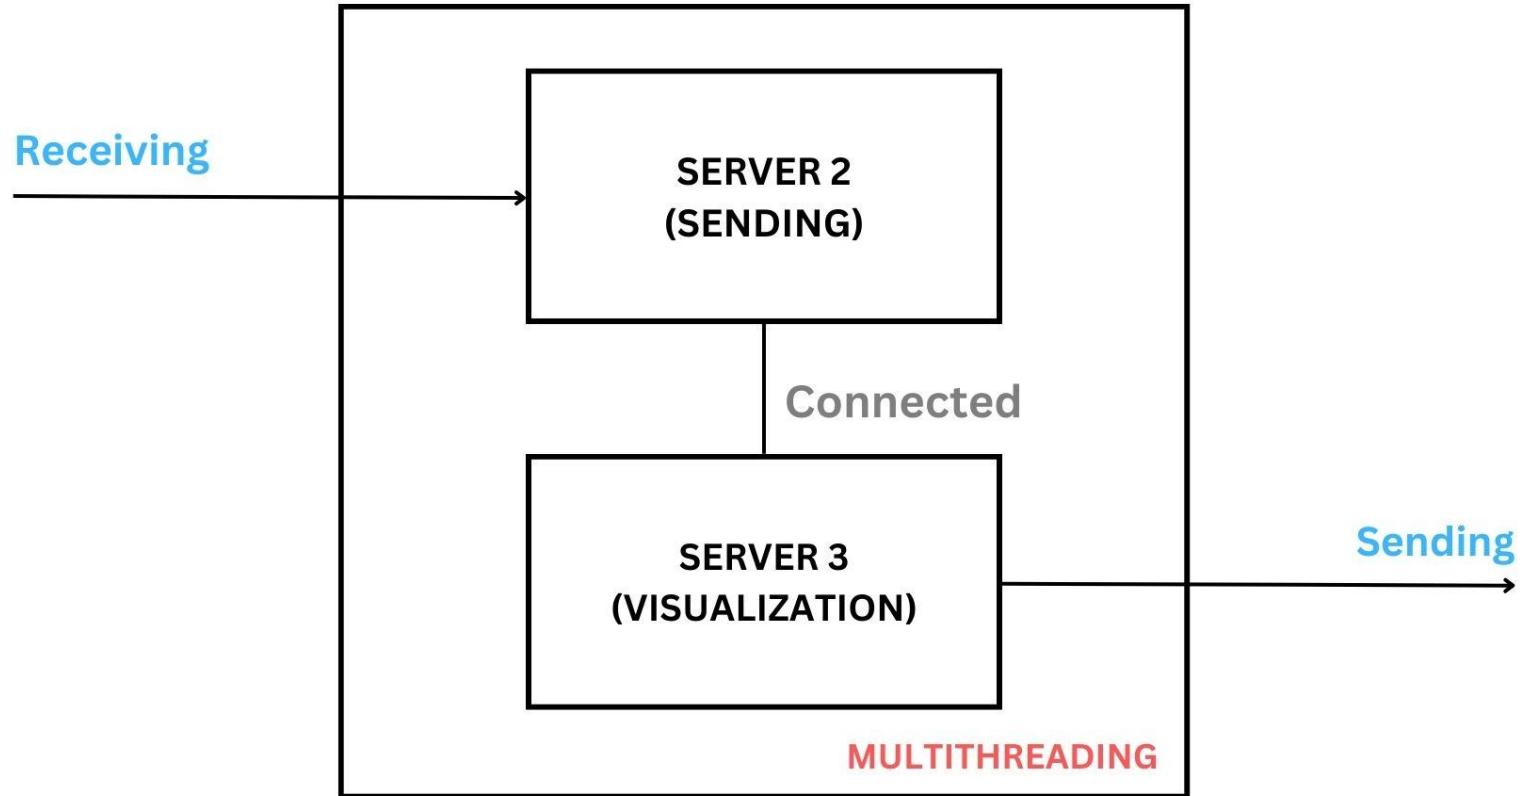 Receiving
SERVER 2
(SENDING)
Connected
SERVER 3
(VISUALIZATION)
Sending
MULTITHREADING